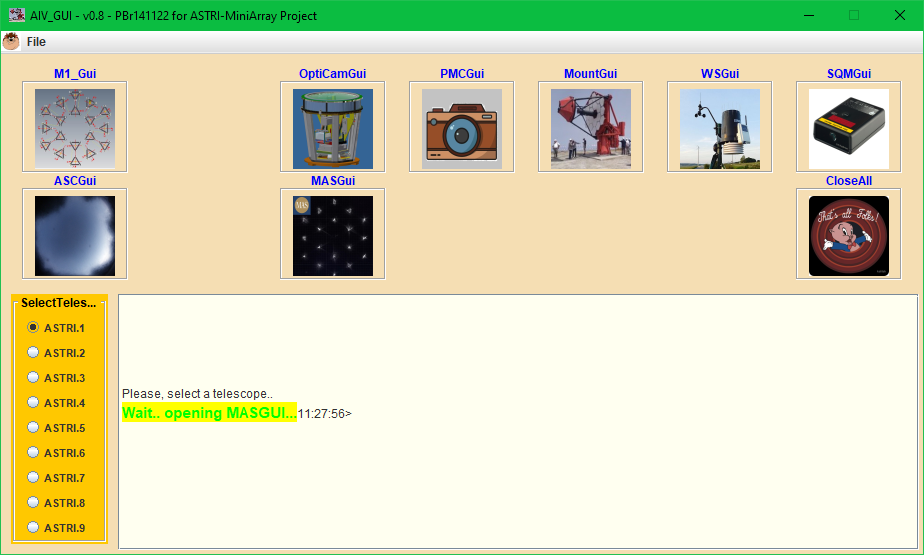 AIV_GUI - v0.8 - PBr141122 for ASTRI-MiniArray Project
File
M1_Gui
OptiCamGui
PMCGui
MountGui
WSGui
SQMGui
ASCGui
MASGui
CloseAll
MAS
That's all Folks!
SelectTeles...
ASTRI.1
ASTRI.2
ASTRI.3
ASTRI.4
ASTRI.5
ASTRI.6
ASTRI.7
ASTRI.8
ASTRI.9
Please, select a telescope..
Wait.. opening MASGUI...11:27:56>